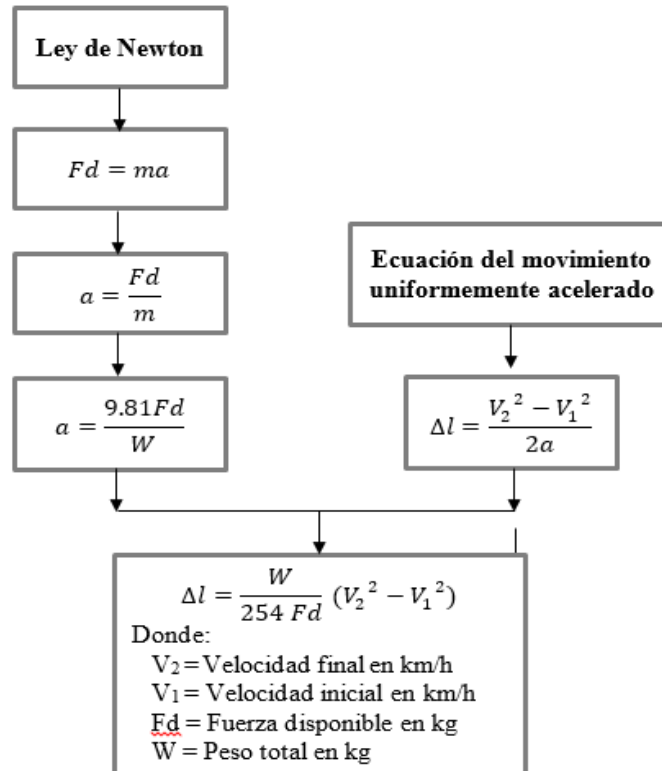 Ley de Newton
Fd = ma
a = Fd/m
a = 9.81Fd/W
Ecuación del movimiento
uniformemente acelerado
Δl = (V₂² − V₁²)/2a
Δl = W/(254 Fd) (V₂² − V₁²)
Donde:
V₂= Velocidad final en km/h
V₁= Velocidad inicial en km/h
Fd = Fuerza disponible en kg
W = Peso total en kg